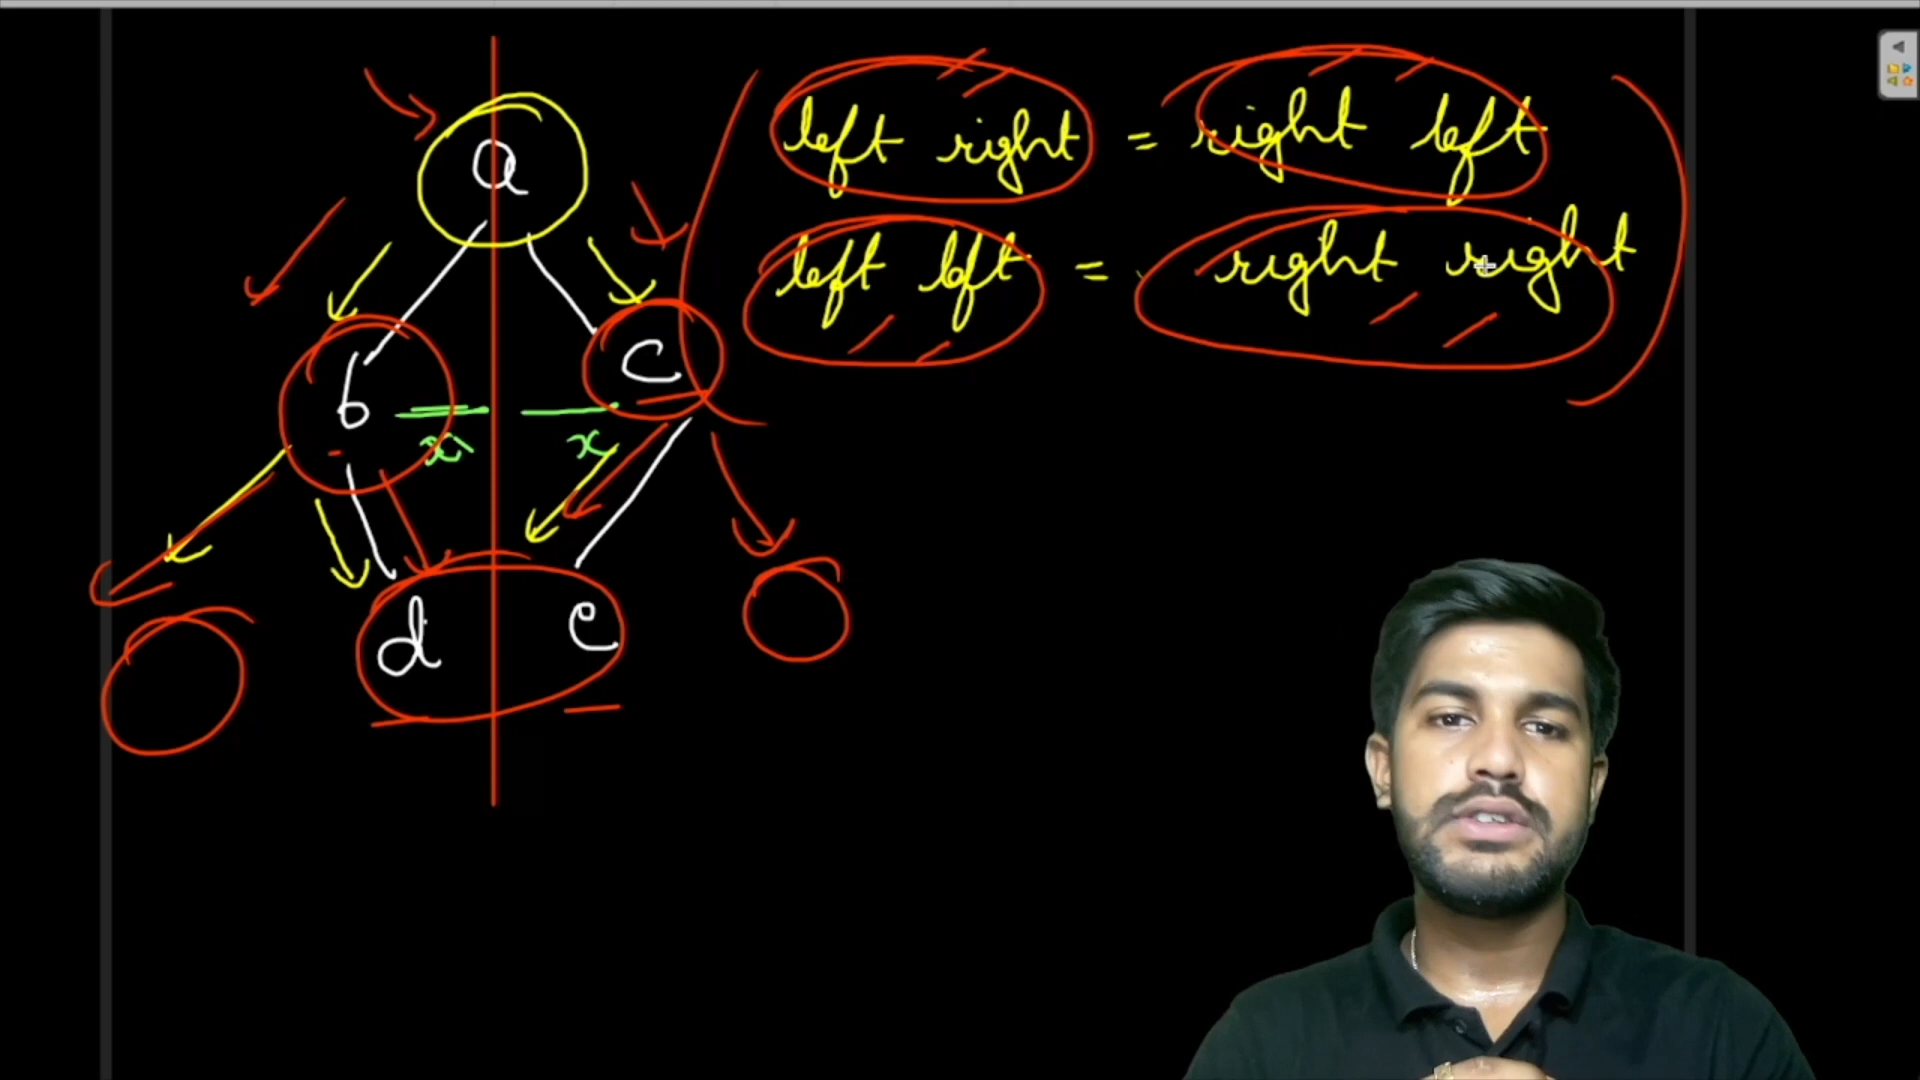 a
left right = right left
left left = right right
b
c
x
x
d
e